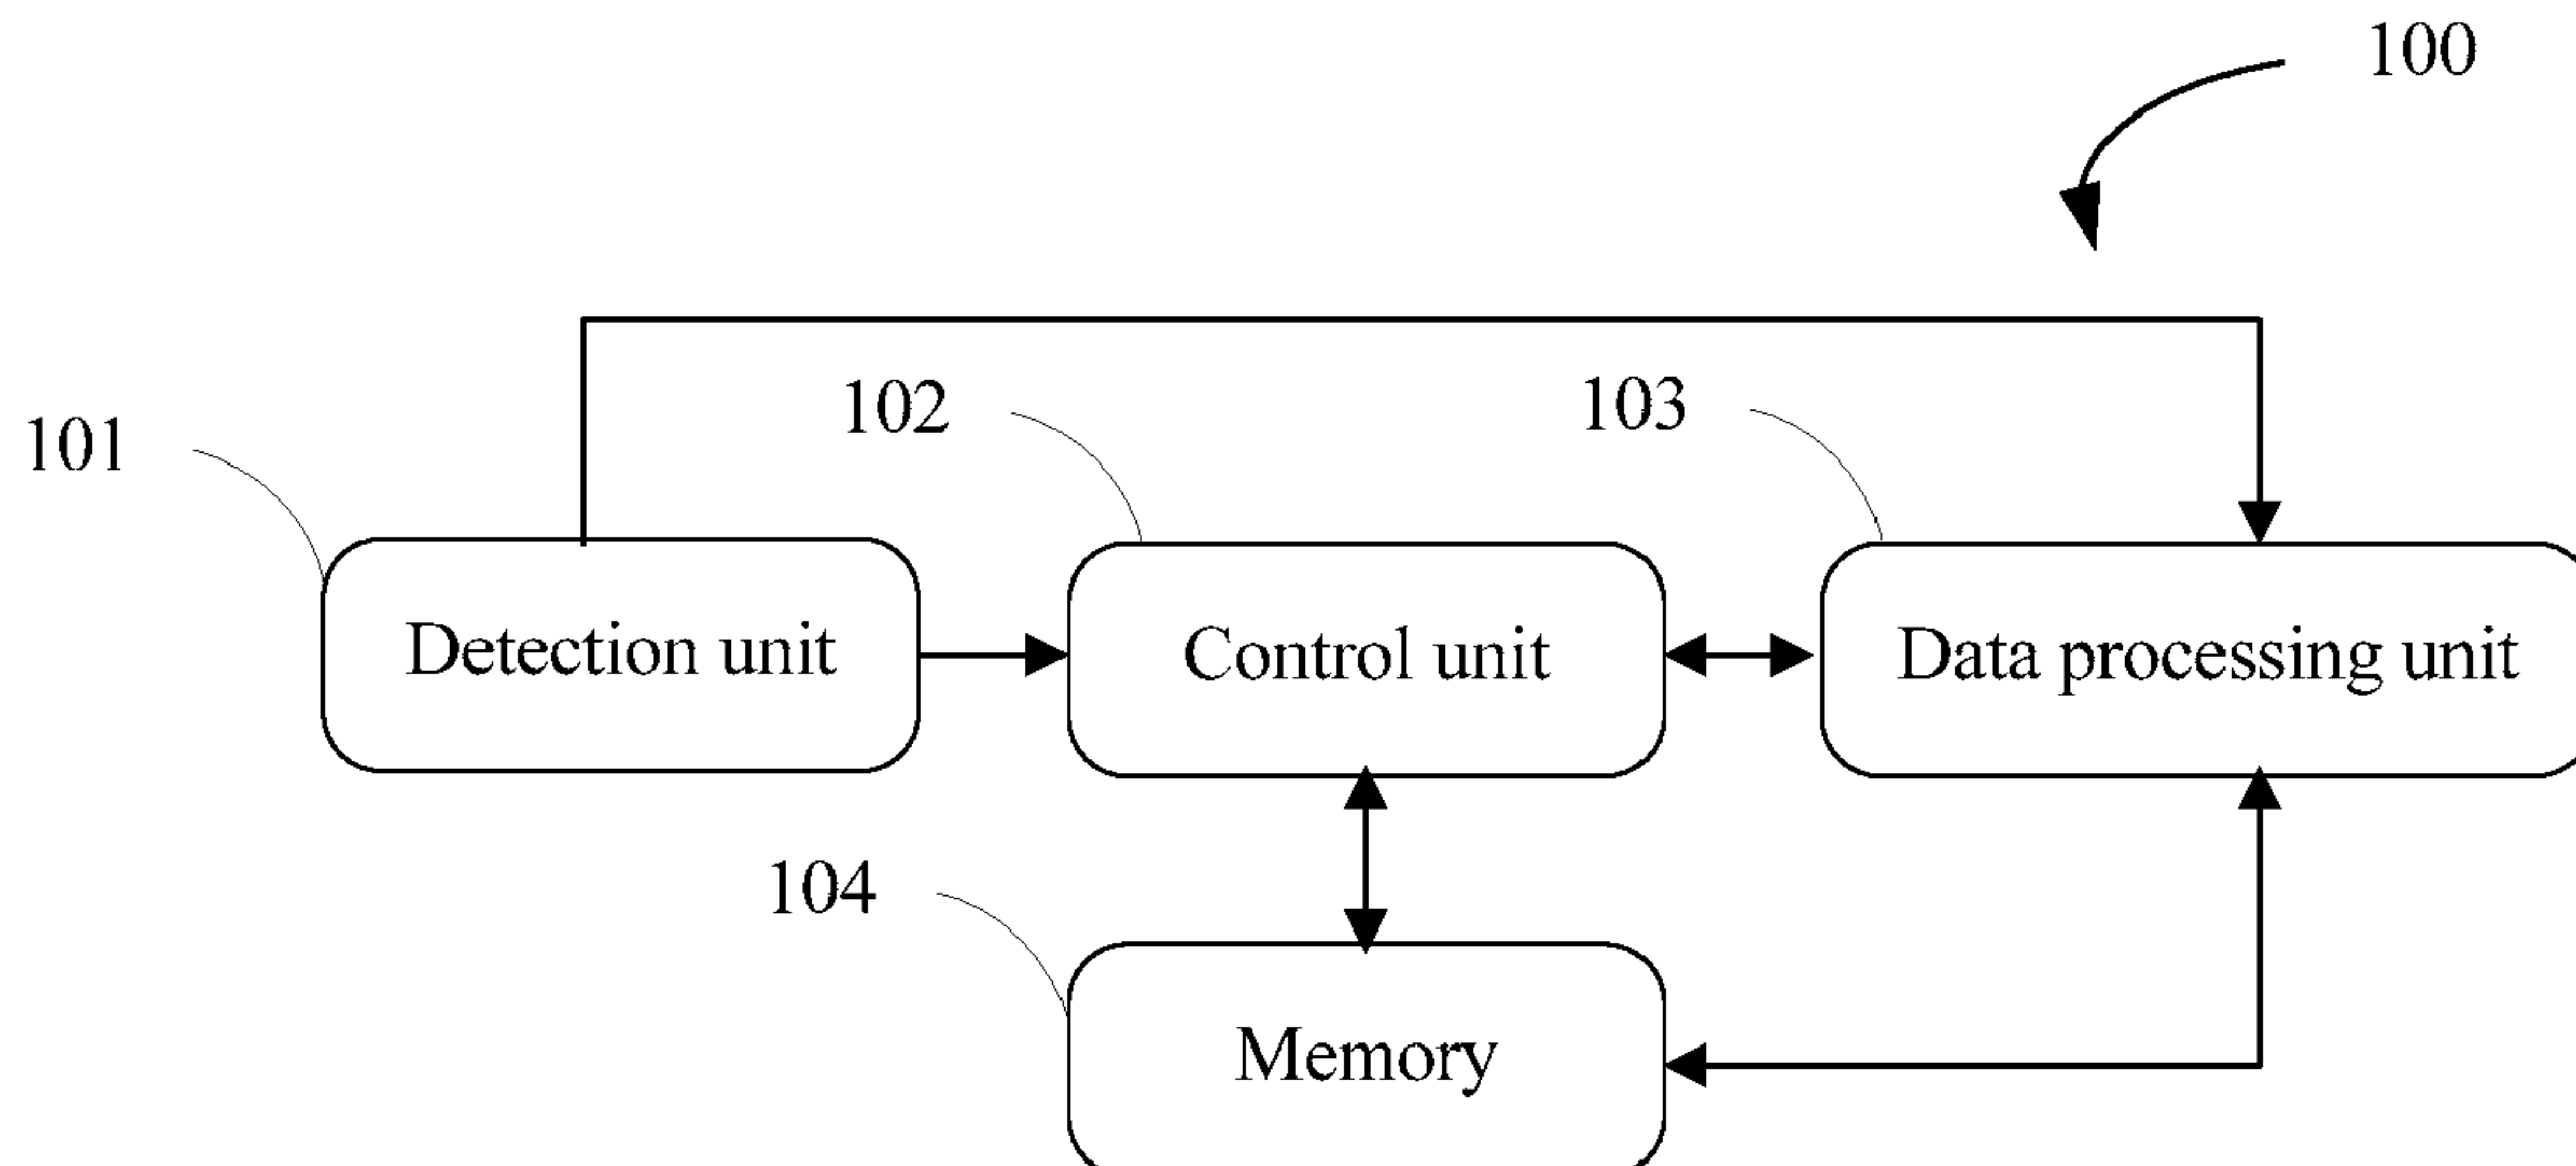 100
102
103
101
Detection unit
Control unit
Data processing unit
104
Memory